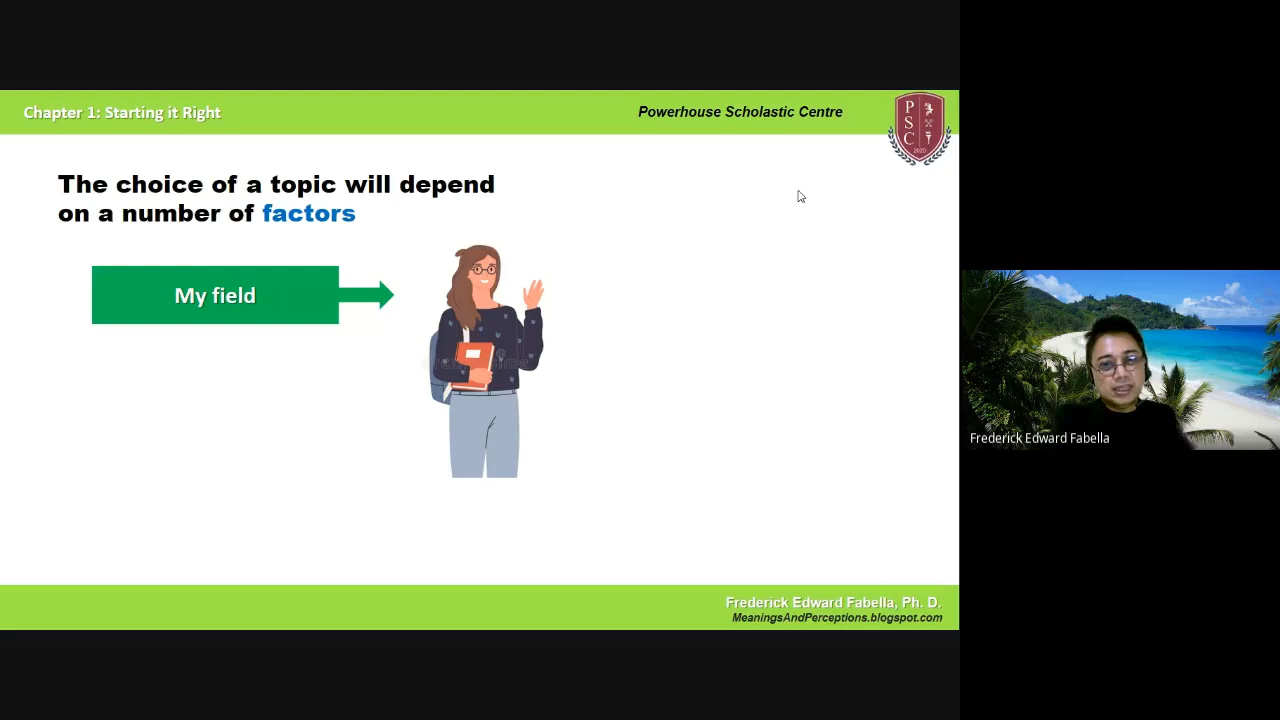 Chapter 1: Starting it Right
Powerhouse Scholastic Centre
P
S
C
2020
The choice of a topic will depend
on a number of factors
My field
Frederick Edward Fabella
Frederick Edward Fabella, Ph. D.
MeaningsAndPerceptions.blogspot.com